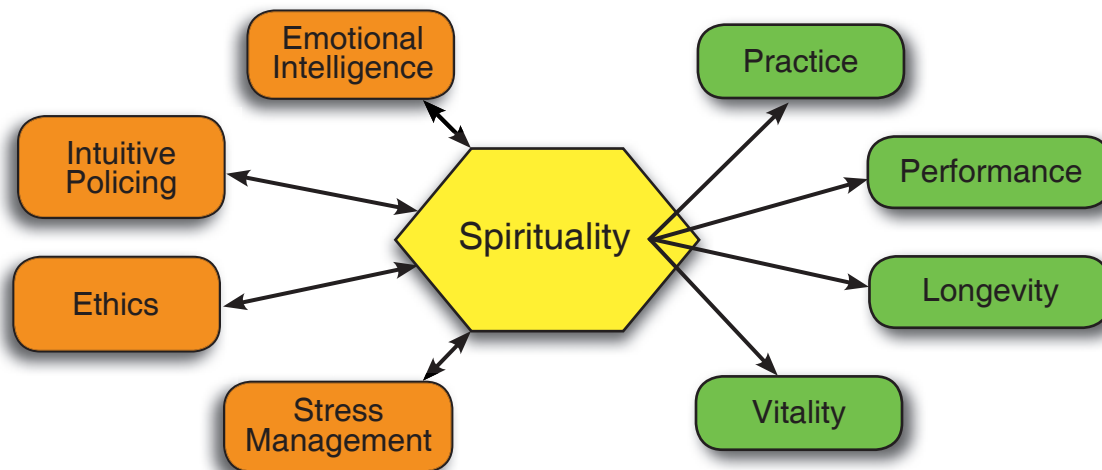 Emotional
Intelligence
Practice
Intuitive
Policing
Performance
Spirituality
Ethics
Longevity
Stress
Management
Vitality